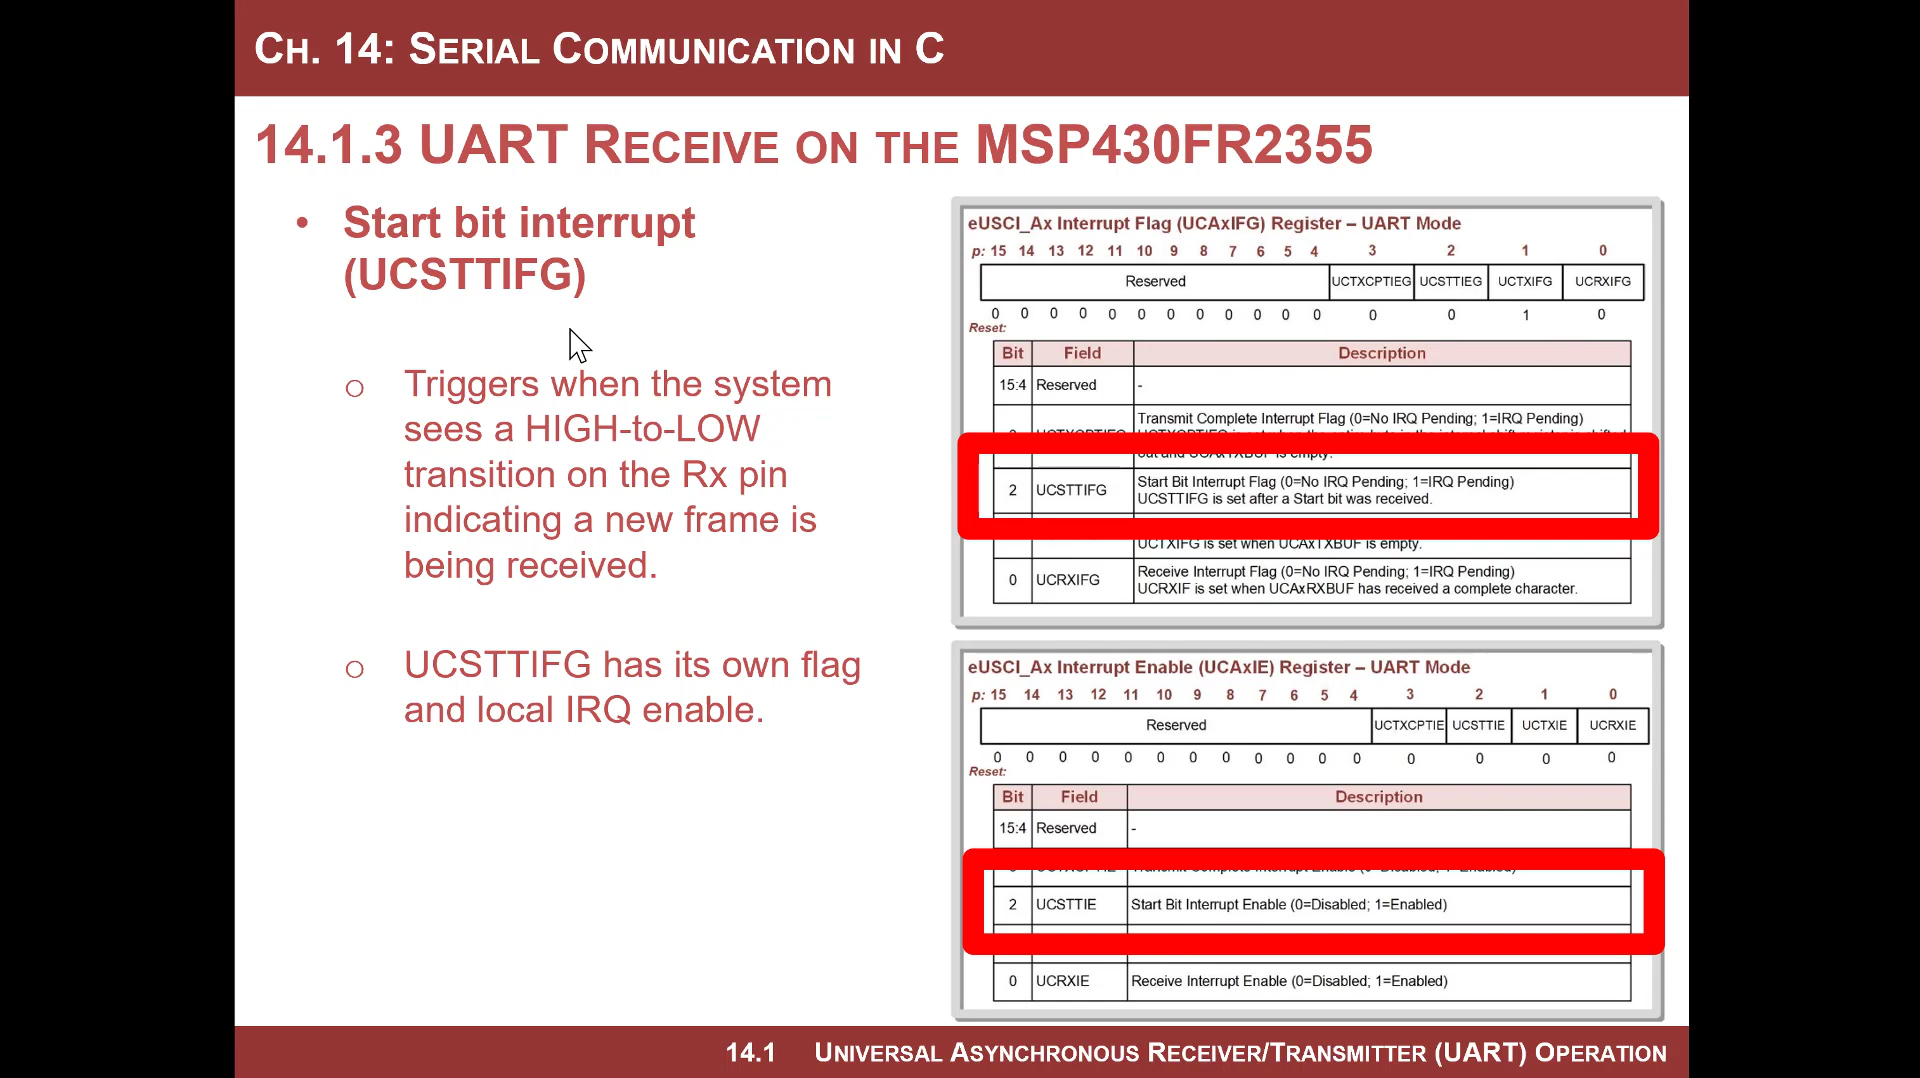 CH. 14: SERIAL COMMUNICATION IN C
14.1.3 UART RECEIVE ON THE MSP430FR2355
• Start bit interrupt
(UCSTTIFG)
o Triggers when the system
sees a HIGH-to-LOW
transition on the Rx pin
indicating a new frame is
being received.
o UCSTTIFG has its own flag
and local IRQ enable.
eUSCI_Ax Interrupt Flag (UCAxIFG) Register – UART Mode
p: 15 14 13 12 11 10 9 8 7 6 5 4 3 2 1 0
Reserved UCTXCPTIEG UCSTTIEG UCTXIFG UCRXIFG
0 0 0 0 0 0 0 0 0 0 0 0 0 0 1 0
Reset:
Bit Field Description
15:4 Reserved -
Transmit Complete Interrupt Flag (0=No IRQ Pending; 1=IRQ Pending)
out and UCAxTXBUF is empty.
2 UCSTTIFG Start Bit Interrupt Flag (0=No IRQ Pending; 1=IRQ Pending)
UCSTTIFG is set after a Start bit was received.
UCTXIFG is set when UCAxTXBUF is empty.
0 UCRXIFG Receive Interrupt Flag (0=No IRQ Pending; 1=IRQ Pending)
UCRXIF is set when UCAxRXBUF has received a complete character.
eUSCI_Ax Interrupt Enable (UCAxIE) Register – UART Mode
p: 15 14 13 12 11 10 9 8 7 6 5 4 3 2 1 0
Reserved UCTXCPTIE UCSTTIE UCTXIE UCRXIE
0 0 0 0 0 0 0 0 0 0 0 0 0 0 0 0
Reset:
Bit Field Description
15:4 Reserved -
2 UCSTTIE Start Bit Interrupt Enable (0=Disabled; 1=Enabled)
0 UCRXIE Receive Interrupt Enable (0=Disabled; 1=Enabled)
14.1 UNIVERSAL ASYNCHRONOUS RECEIVER/TRANSMITTER (UART) OPERATION